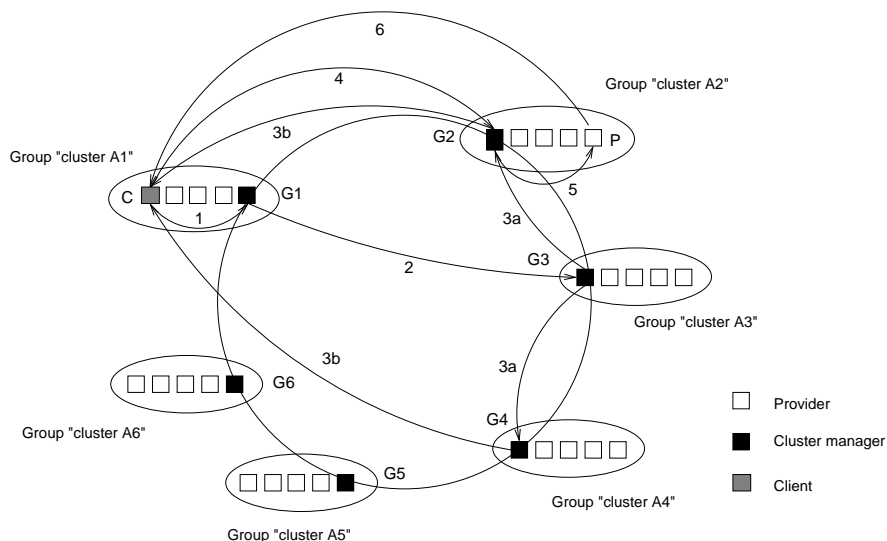 6
Group "cluster A2"
4
G2
P
3b
Group "cluster A1"
C
G1
1
5
3a
G3
2
Group "cluster A3"
3b
3a
G6
Group "cluster A6"
G4
Provider
Cluster manager
G5
Client
Group "cluster A4"
Group "cluster A5"